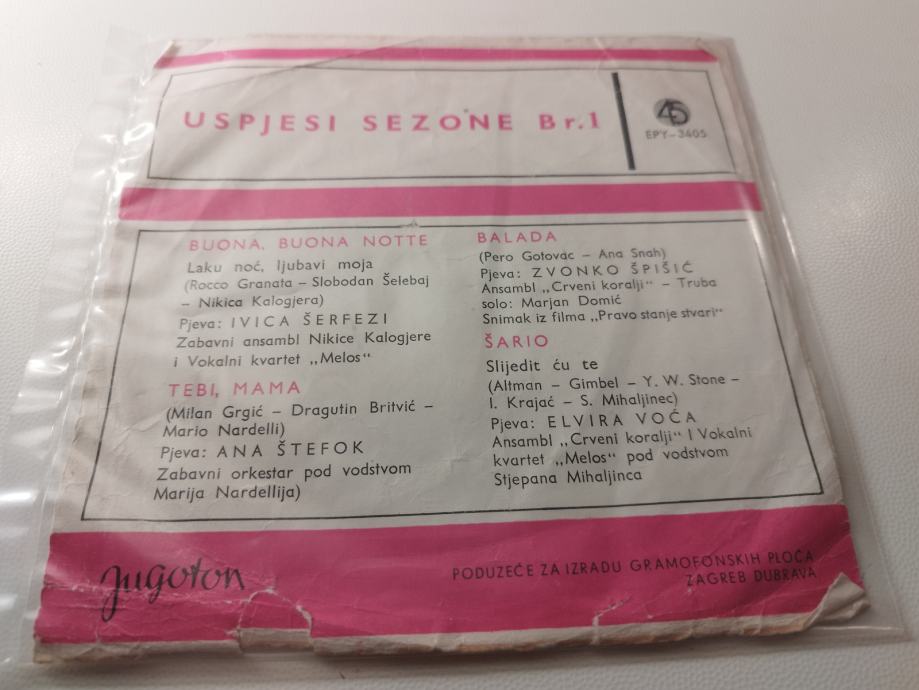 USPJESI SEZONE Br.1
45
EPY-3405
BUONA, BUONA NOTTE
Laku noć, ljubavi moja
(Rocco Granata – Slobodan Šelebaj
– Nikica Kalogjera)
Pjeva: IVICA ŠERFEZI
Zabavni ansambl Nikice Kalogjere
i Vokalni kvartet „Melos“
TEBI, MAMA
(Milan Grgić – Dragutin Britvić –
Mario Nardelli)
Pjeva: ANA ŠTEFOK
Zabavni orkestar pod vodstvom
Marija Nardellija)
BALADA
(Pero Gotovac – Ana Snah)
Pjeva: ZVONKO ŠPIŠIĆ
Ansambl „Crveni koralji“ – Truba
solo: Marjan Domić
Snimak iz filma „Pravo stanje stvari“
ŠARIO
Slijedit ću te
(Altman – Gimbel – Y. W. Stone –
I. Krajać – S. Mihaljinec)
Pjeva: ELVIRA VOĆA
Ansambl „Crveni koralji“ I Vokalni
kvartet „Melos“ pod vodstvom
Stjepana Mihaljinca
Jugoton
PODUZEĆE ZA IZRADU GRAMOFONSKIH PLOČA
ZAGREB DUBRAVA